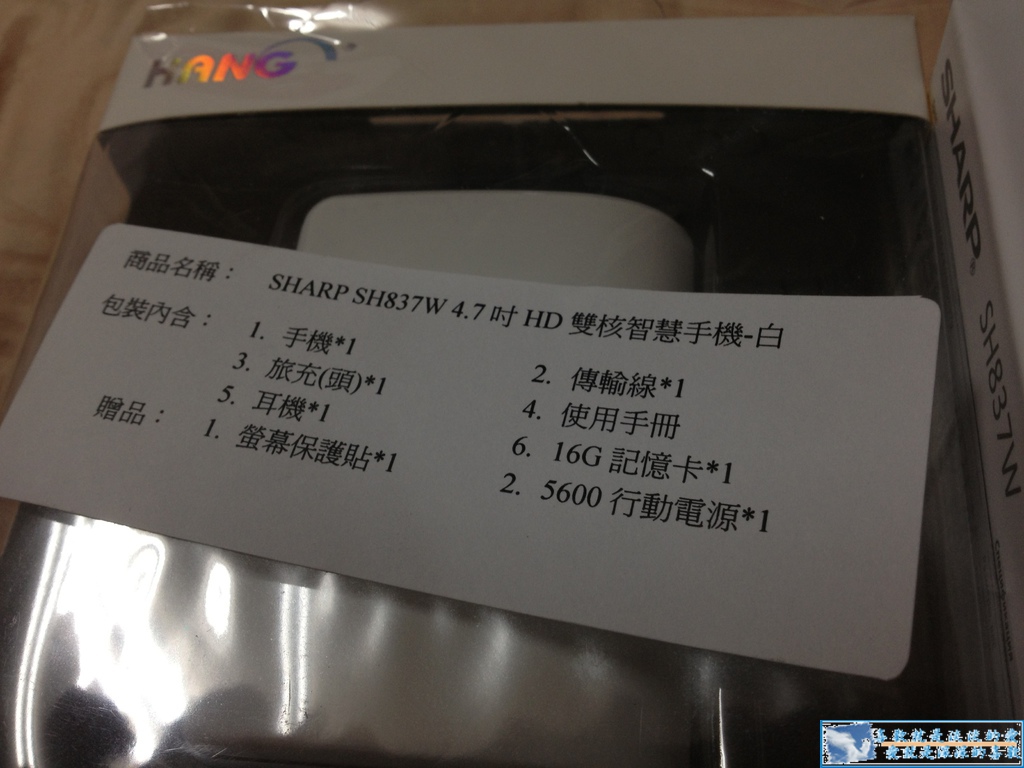 HANG
商品名稱： SHARP SH837W 4.7 吋 HD 雙核智慧手機-白
包裝內含：
1. 手機*1 2. 傳輸線*1
3. 旅充(頭)*1 4. 使用手冊
5. 耳機*1 6. 16G 記憶卡*1
贈品： 1. 螢幕保護貼*1 2. 5600 行動電源*1
SHARP® SH837W